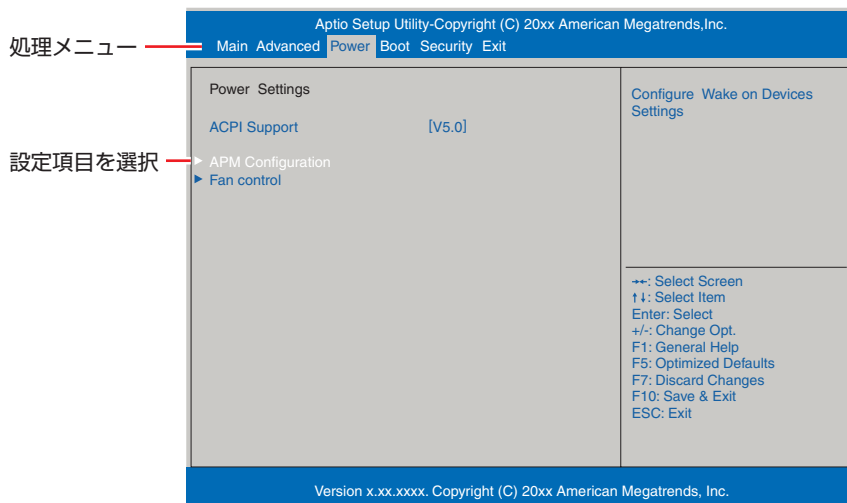 Aptio Setup Utility-Copyright (C) 20xx American Megatrends,Inc.
処理メニュー
Main Advanced Power Boot Security Exit
Power Settings
ACPI Support [V5.0]
設定項目を選択
▶ APM Configuration
▶ Fan control
Configure Wake on Devices
Settings
→←: Select Screen
↑↓: Select Item
Enter: Select
+/-: Change Opt.
F1: General Help
F5: Optimized Defaults
F7: Discard Changes
F10: Save & Exit
ESC: Exit
Version x.xx.xxxx. Copyright (C) 20xx American Megatrends, Inc.